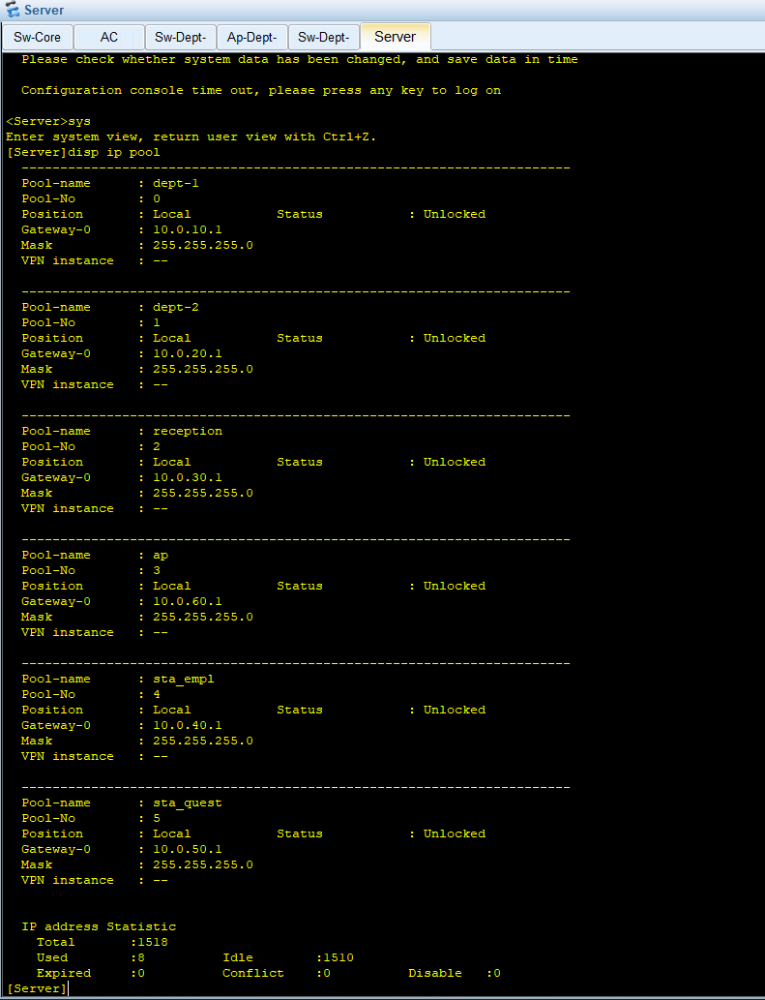 Server
Sw-Core AC Sw-Dept- Ap-Dept- Sw-Dept- Server
Please check whether system data has been changed, and save data in time
Configuration console time out, please press any key to log on
<Server>sys
Enter system view, return user view with Ctrl+Z.
[Server]disp ip pool
-----------------------------------------------------------------------
Pool-name : dept-1
Pool-No : 0
Position : Local Status : Unlocked
Gateway-0 : 10.0.10.1
Mask : 255.255.255.0
VPN instance : --
-----------------------------------------------------------------------
Pool-name : dept-2
Pool-No : 1
Position : Local Status : Unlocked
Gateway-0 : 10.0.20.1
Mask : 255.255.255.0
VPN instance : --
-----------------------------------------------------------------------
Pool-name : reception
Pool-No : 2
Position : Local Status : Unlocked
Gateway-0 : 10.0.30.1
Mask : 255.255.255.0
VPN instance : --
-----------------------------------------------------------------------
Pool-name : ap
Pool-No : 3
Position : Local Status : Unlocked
Gateway-0 : 10.0.60.1
Mask : 255.255.255.0
VPN instance : --
-----------------------------------------------------------------------
Pool-name : sta_empl
Pool-No : 4
Position : Local Status : Unlocked
Gateway-0 : 10.0.40.1
Mask : 255.255.255.0
VPN instance : --
-----------------------------------------------------------------------
Pool-name : sta_quest
Pool-No : 5
Position : Local Status : Unlocked
Gateway-0 : 10.0.50.1
Mask : 255.255.255.0
VPN instance : --
IP address Statistic
Total :1518
Used :8 Idle :1510
Expired :0 Conflict :0 Disable :0
[Server]